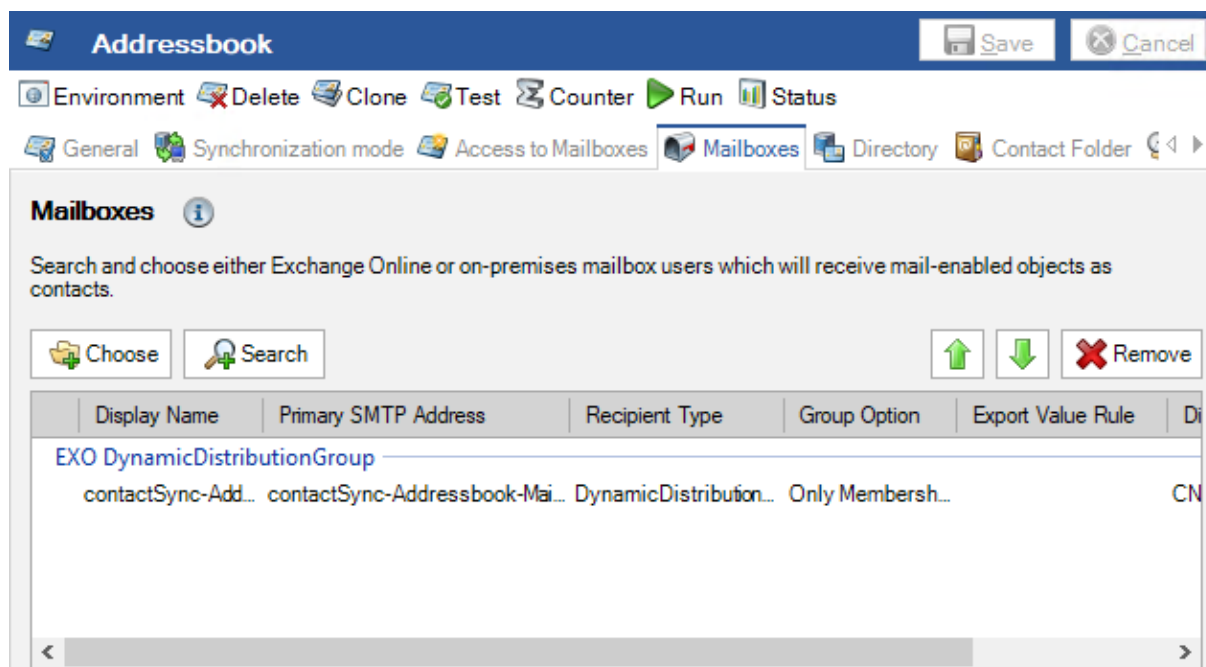 Addressbook Save Cancel
Environment Delete Clone Test Counter Run Status
General Synchronization mode Access to Mailboxes Mailboxes Directory Contact Folder
Mailboxes
Search and choose either Exchange Online or on-premises mailbox users which will receive mail-enabled objects as
contacts.
Choose Search Remove
Display Name Primary SMTP Address Recipient Type Group Option Export Value Rule Di
EXO DynamicDistributionGroup
contactSync-Add... contactSync-Addressbook-Mai... DynamicDistribution... Only Membersh... CN